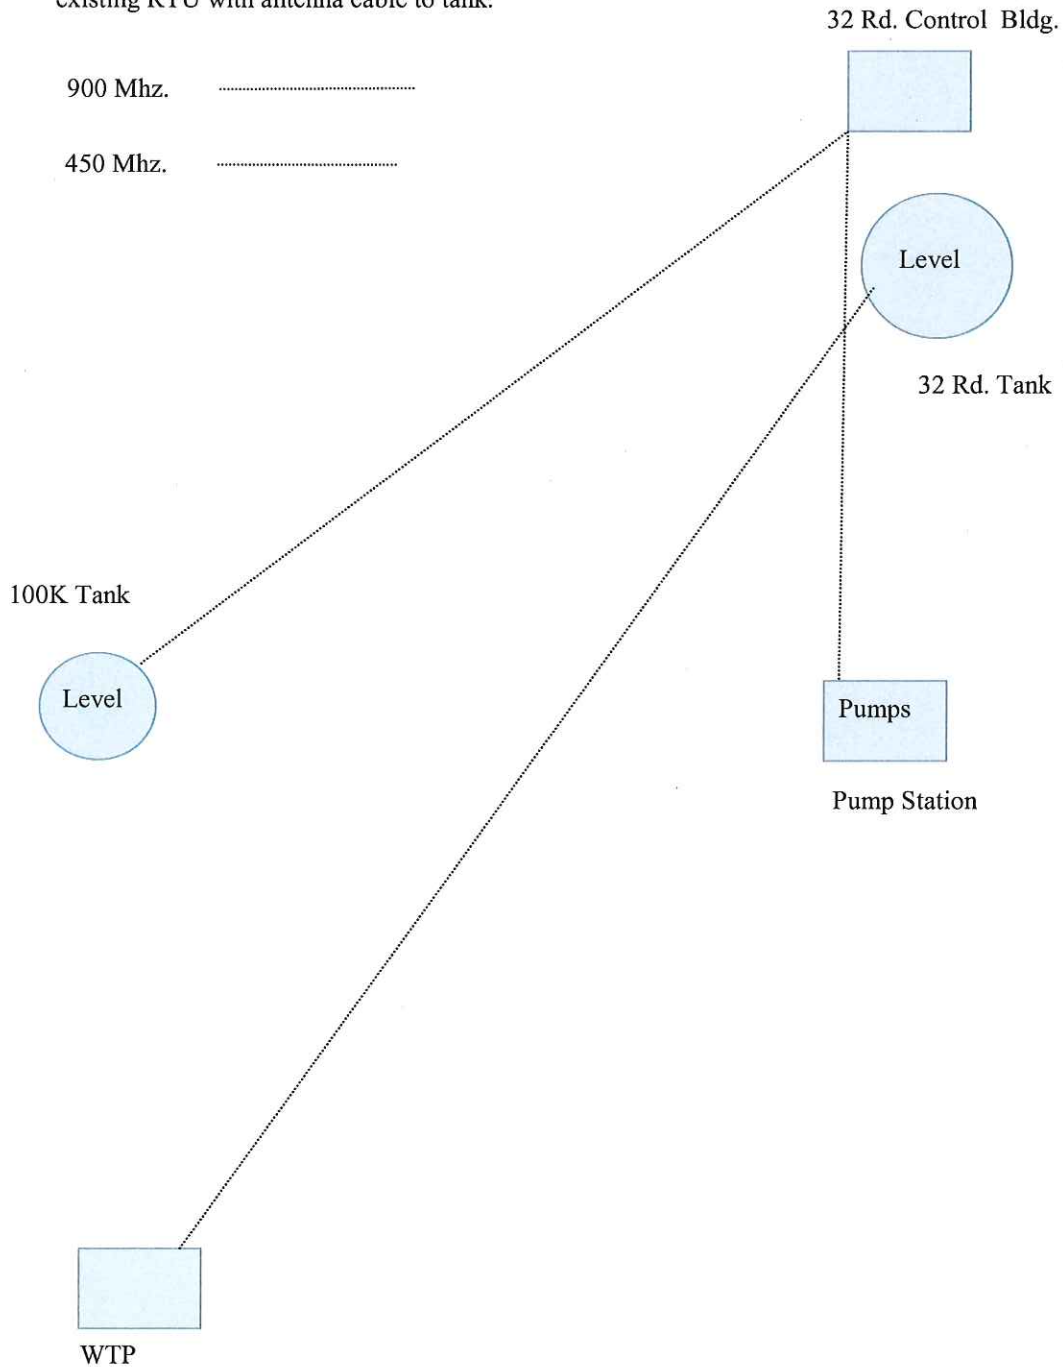 existing RTU with antenna cable to tank.
32 Rd. Control Bldg.
900 Mhz.
450 Mhz.
Level
32 Rd. Tank
100K Tank
Level
Pumps
Pump Station
WTP